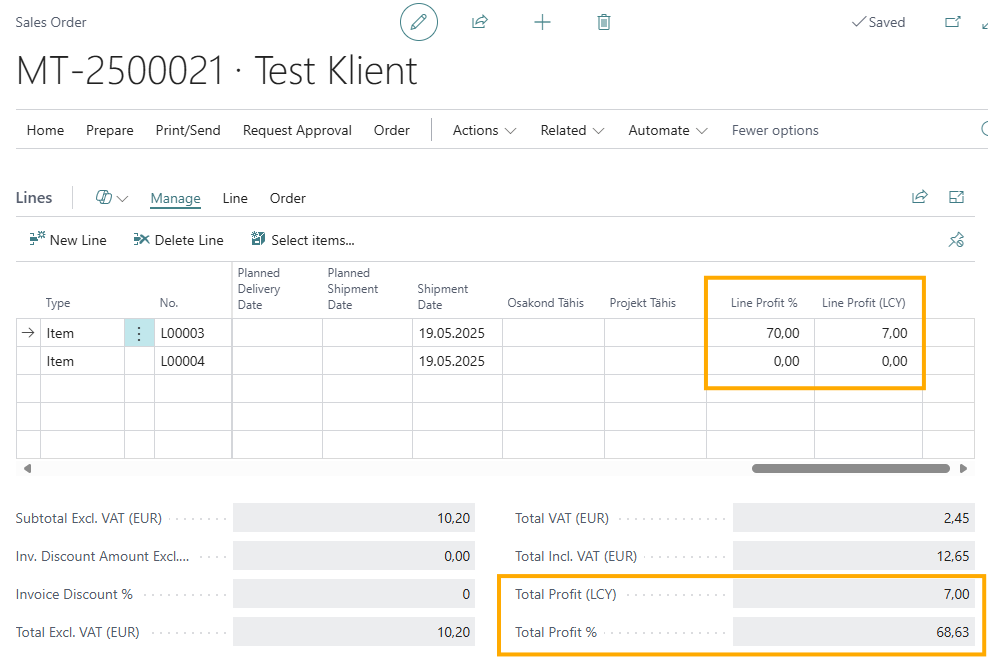 Sales Order
Saved
MT-2500021 · Test Klient
Home Prepare Print/Send Request Approval Order Actions Related Automate Fewer options
Lines Manage Line Order
New Line Delete Line Select items...
Type No. Planned Delivery Date Planned Shipment Date Shipment Date Osakond Tähis Projekt Tähis Line Profit % Line Profit (LCY)
Item L00003 19.05.2025 70,00 7,00
Item L00004 19.05.2025 0,00 0,00
Subtotal Excl. VAT (EUR) 10,20 Total VAT (EUR) 2,45
Inv. Discount Amount Excl.... 0,00 Total Incl. VAT (EUR) 12,65
Invoice Discount % 0 Total Profit (LCY) 7,00
Total Excl. VAT (EUR) 10,20 Total Profit % 68,63